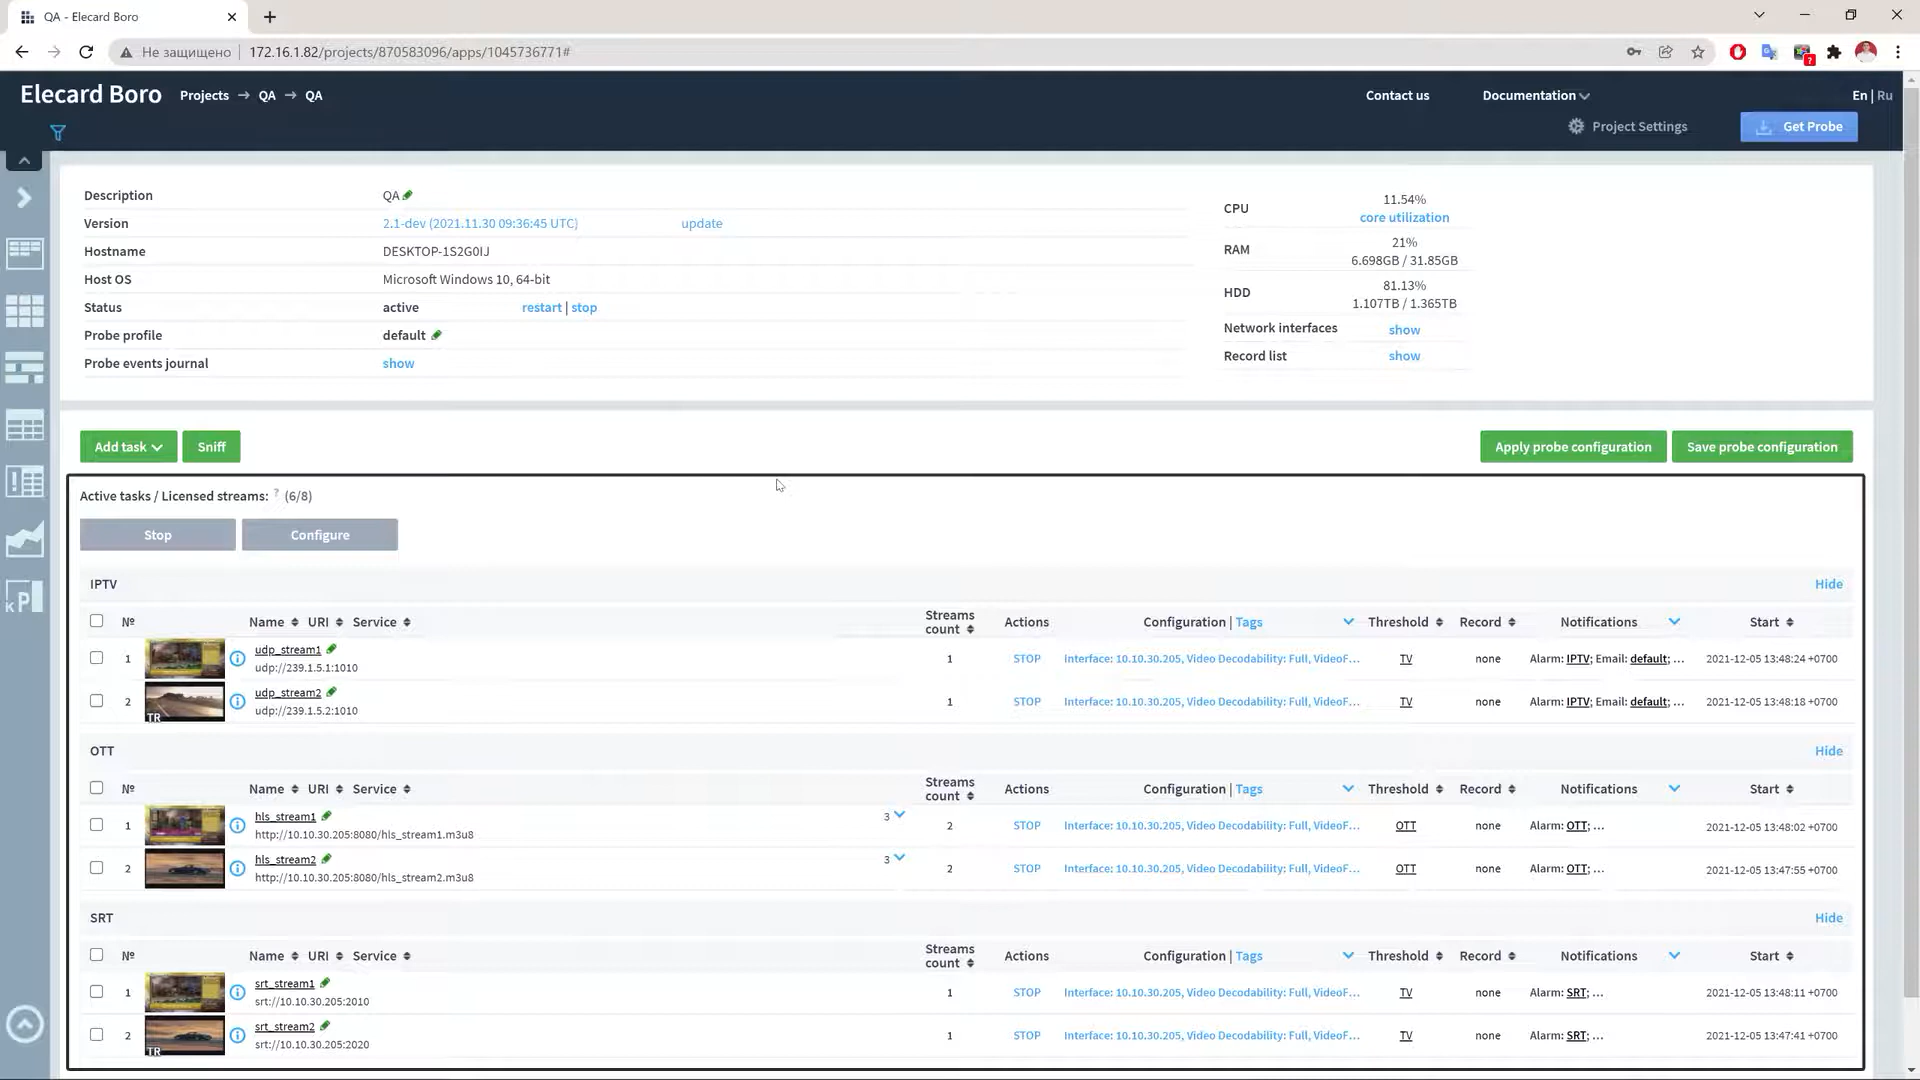 QA - Elecard Boro
Не защищено 172.16.1.82/projects/870583096/apps/1045736771#
Elecard Boro Projects → QA → QA Contact us Documentation En | Ru
Project Settings Get Probe
Description QA
Version 2.1-dev (2021.11.30 09:36:45 UTC) update
Hostname DESKTOP-1S2G0IJ
Host OS Microsoft Windows 10, 64-bit
Status active restart | stop
Probe profile default
Probe events journal show
CPU 11.54%
core utilization
RAM 21%
6.698GB / 31.85GB
HDD 81.13%
1.107TB / 1.365TB
Network interfaces show
Record list show
Add task Sniff Apply probe configuration Save probe configuration
Active tasks / Licensed streams: ? (6/8)
Stop Configure
IPTV Hide
№ Name URI Service Streams count Actions Configuration | Tags Threshold Record Notifications Start
1 udp_stream1 1 STOP Interface: 10.10.30.205, Video Decodability: Full, VideoF... TV none Alarm: IPTV; Email: default; ... 2021-12-05 13:48:24 +0700
udp://239.1.5.1:1010
2 TR udp_stream2 1 STOP Interface: 10.10.30.205, Video Decodability: Full, VideoF... TV none Alarm: IPTV; Email: default; ... 2021-12-05 13:48:18 +0700
udp://239.1.5.2:1010
OTT Hide
№ Name URI Service Streams count Actions Configuration | Tags Threshold Record Notifications Start
1 hls_stream1 3 2 STOP Interface: 10.10.30.205, Video Decodability: Full, VideoF... OTT none Alarm: OTT; ... 2021-12-05 13:48:02 +0700
http://10.10.30.205:8080/hls_stream1.m3u8
2 hls_stream2 3 2 STOP Interface: 10.10.30.205, Video Decodability: Full, VideoF... OTT none Alarm: OTT; ... 2021-12-05 13:47:55 +0700
http://10.10.30.205:8080/hls_stream2.m3u8
SRT Hide
№ Name URI Service Streams count Actions Configuration | Tags Threshold Record Notifications Start
1 srt_stream1 1 STOP Interface: 10.10.30.205, Video Decodability: Full, VideoF... TV none Alarm: SRT; ... 2021-12-05 13:48:11 +0700
srt://10.10.30.205:2010
2 TR srt_stream2 1 STOP Interface: 10.10.30.205, Video Decodability: Full, VideoF... TV none Alarm: SRT; ... 2021-12-05 13:47:41 +0700
srt://10.10.30.205:2020